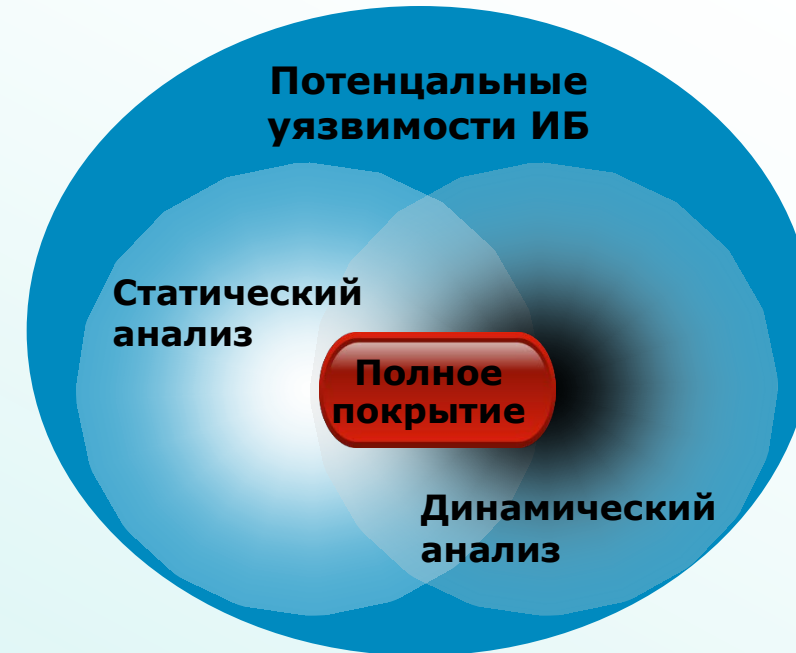 Потенцальные
уязвимости ИБ
Статический
анализ
Полное
покрытие
Динамический
анализ